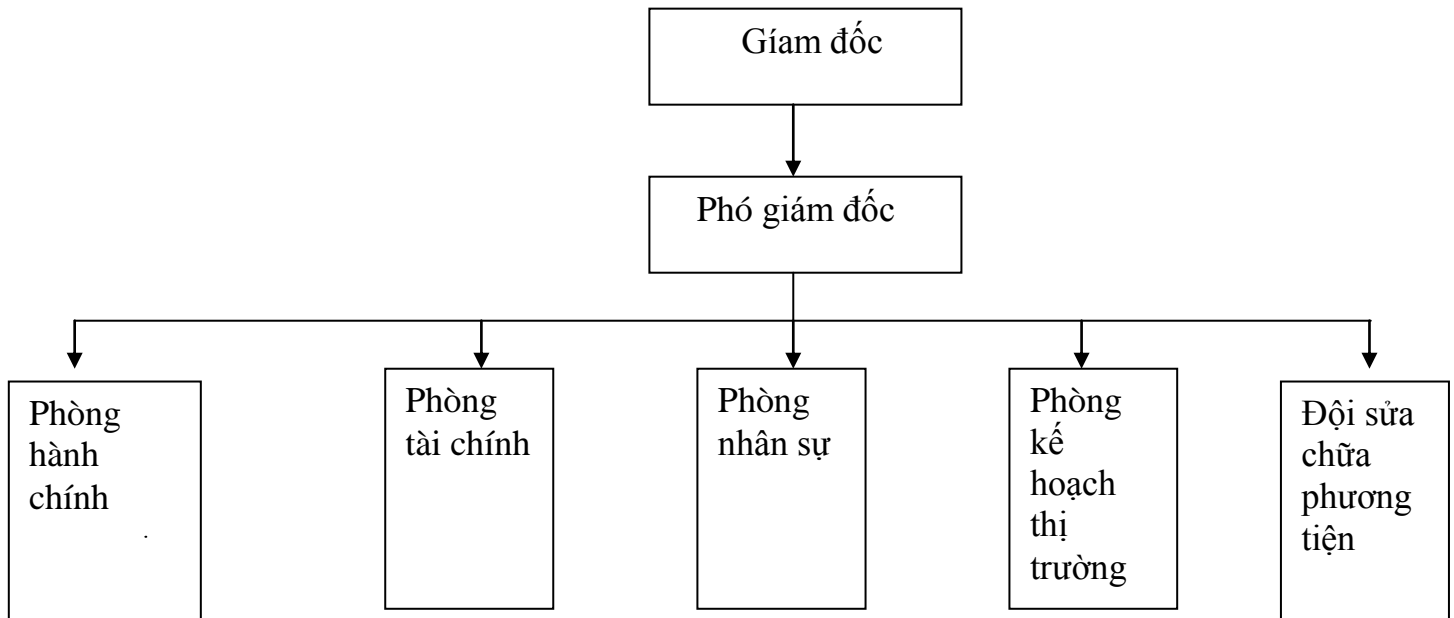 Gíam đốc
Phó giám đốc
Phòng
hành
chính
.
Phòng
tài chính
Phòng
nhân sự
Phòng
kế
hoạch
thị
trường
Đội sửa
chữa
phương
tiện